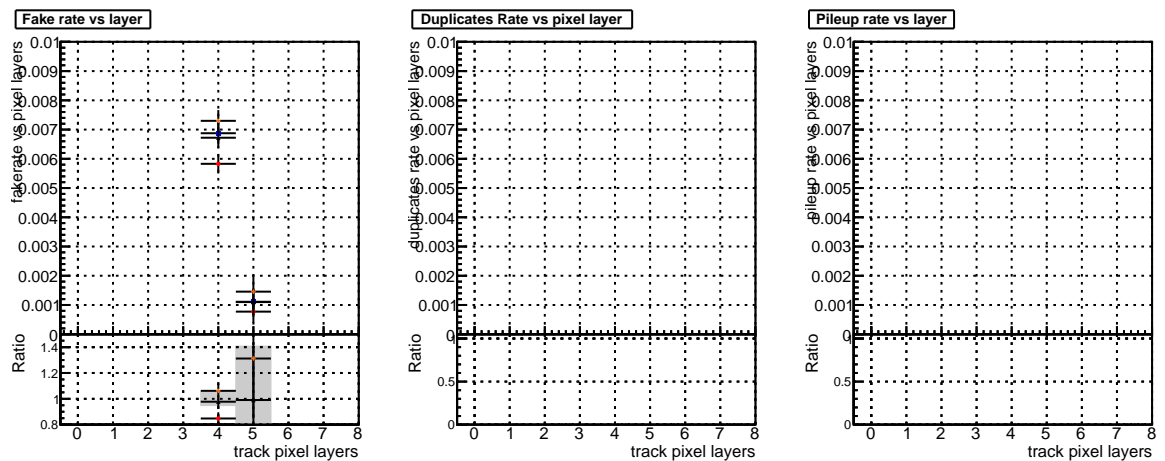 Fake rate vs layer
fakerate vs pixel layers
0.01
0.009
0.008
0.007
0.006
0.005
0.004
0.003
0.002
0.001
0
Ratio
1.4
1.2
1
0.8
0 1 2 3 4 5 6 7 8
track pixel layers
Duplicates Rate vs pixel layer
duplicates rate vs pixel layers
0.01
0.009
0.008
0.007
0.006
0.005
0.004
0.003
0.002
0.001
0
Ratio
1
0.5
0
0 1 2 3 4 5 6 7 8
track pixel layers
Pileup rate vs layer
pileup rate vs pixel layers
0.01
0.009
0.008
0.007
0.006
0.005
0.004
0.003
0.002
0.001
0
Ratio
1
0.5
0
0 1 2 3 4 5 6 7 8
track pixel layers